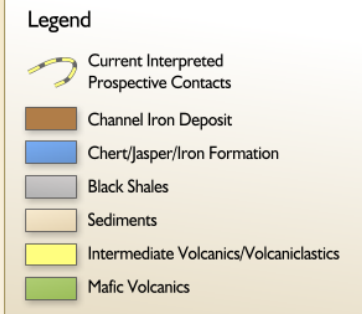 Legend
Current Interpreted
Prospective Contacts
Channel Iron Deposit
Chert/Jasper/Iron Formation
Black Shales
Sediments
Intermediate Volcanics/Volcaniclastics
Mafic Volcanics